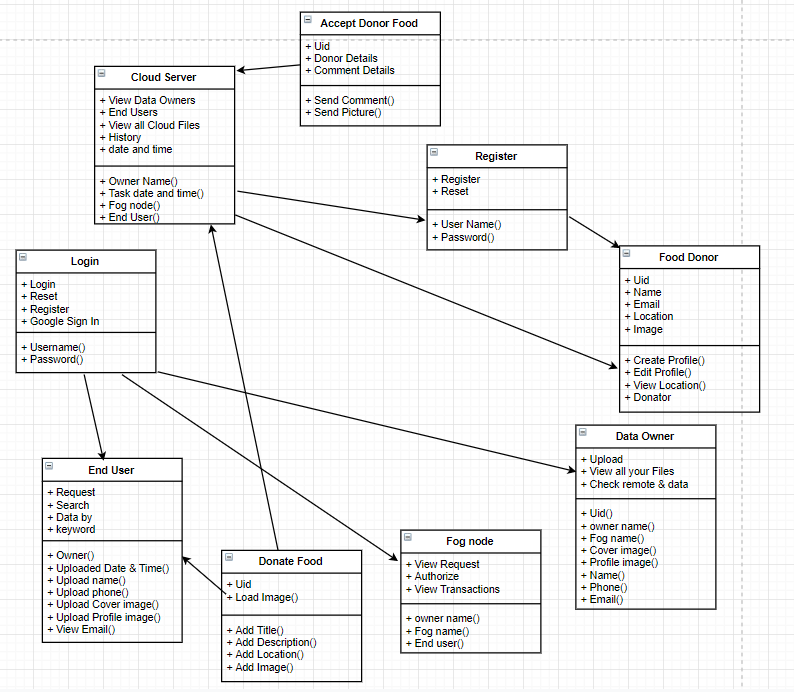 Accept Donor Food
+ Uid
+ Donor Details
+ Comment Details
+ Send Comment()
+ Send Picture()
Cloud Server
+ View Data Owners
+ End Users
+ View all Cloud Files
+ History
+ date and time
+ Owner Name()
+ Task date and time()
+ Fog node()
+ End User()
Register
+ Register
+ Reset
+ User Name()
+ Password()
Login
+ Login
+ Reset
+ Register
+ Google Sign In
+ Username()
+ Password()
Food Donor
+ Uid
+ Name
+ Email
+ Location
+ Image
+ Create Profile()
+ Edit Profile()
+ View Location()
+ Donator
Data Owner
+ Upload
+ View all your Files
+ Check remote & data
+ Uid()
+ owner name()
+ Fog name()
+ Cover image()
+ Profile image()
+ Name()
+ Phone()
+ Email()
End User
+ Request
+ Search
+ Data by
+ keyword
+ Owner()
+ Uploaded Date & Time()
+ Upload name()
+ Upload phone()
+ Upload Cover image()
+ Upload Profile image()
+ View Email()
Donate Food
+ Uid
+ Load Image()
+ Add Title()
+ Add Description()
+ Add Location()
+ Add Image()
Fog node
+ View Request
+ Authorize
+ View Transactions
+ owner name()
+ Fog name()
+ End user()